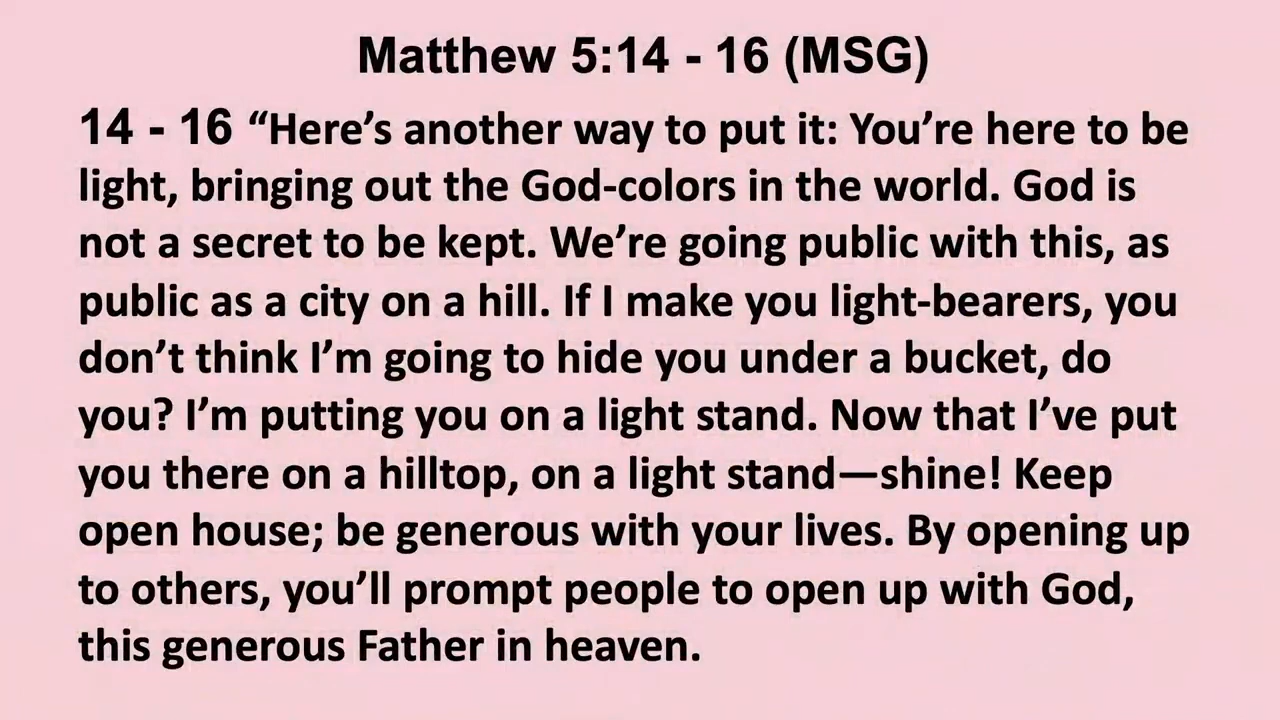 Matthew 5:14 - 16 (MSG)
14 - 16 “Here’s another way to put it: You’re here to be
light, bringing out the God-colors in the world. God is
not a secret to be kept. We’re going public with this, as
public as a city on a hill. If I make you light-bearers, you
don’t think I’m going to hide you under a bucket, do
you? I’m putting you on a light stand. Now that I’ve put
you there on a hilltop, on a light stand—shine! Keep
open house; be generous with your lives. By opening up
to others, you’ll prompt people to open up with God,
this generous Father in heaven.